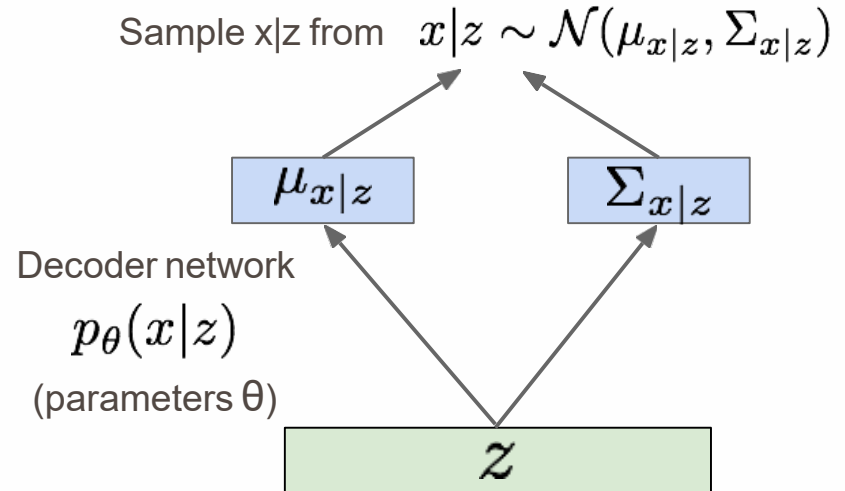 Sample x|z from x|z ∼ 𝒩(μ_{x|z}, Σ_{x|z})
μ_{x|z} Σ_{x|z}
Decoder network
p_θ(x|z)
(parameters θ)
z